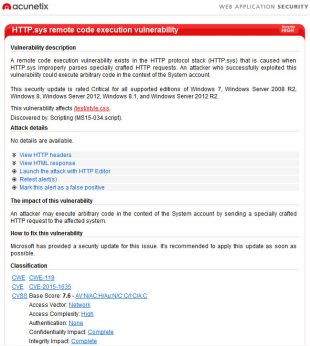 acunetix
WEB APPLICATION SECURITY
HTTP.sys remote code execution vulnerability
Severity
HIGH
Vulnerability description
A remote code execution vulnerability exists in the HTTP protocol stack (HTTP.sys) that is caused when
HTTP.sys improperly parses specially crafted HTTP requests. An attacker who successfully exploited this
vulnerability could execute arbitrary code in the context of the System account.
This security update is rated Critical for all supported editions of Windows 7, Windows Server 2008 R2,
Windows 8, Windows Server 2012, Windows 8.1, and Windows Server 2012 R2.
This vulnerability affects /test/style.css.
Discovered by: Scripting (MS15-034.script).
Attack details
No details are available.
View HTTP headers
View HTML response
Launch the attack with HTTP Editor
Retest alert(s)
Mark this alert as a false positive
The impact of this vulnerability
An attacker may execute arbitrary code in the context of the System account by sending a specially crafted
HTTP request to the affected system.
How to fix this vulnerability
Microsoft has provided a security update for this issue. It's recommended to apply this update as soon as
possible.
Classification
CWE CWE-119
CVE CVE-2015-1635
CVSS Base Score: 7.6 - AV:N/AC:H/Au:N/C:C/I:C/A:C
Access Vector: Network
Access Complexity: High
Authentication: None
Confidentiality Impact: Complete
Integrity Impact: Complete